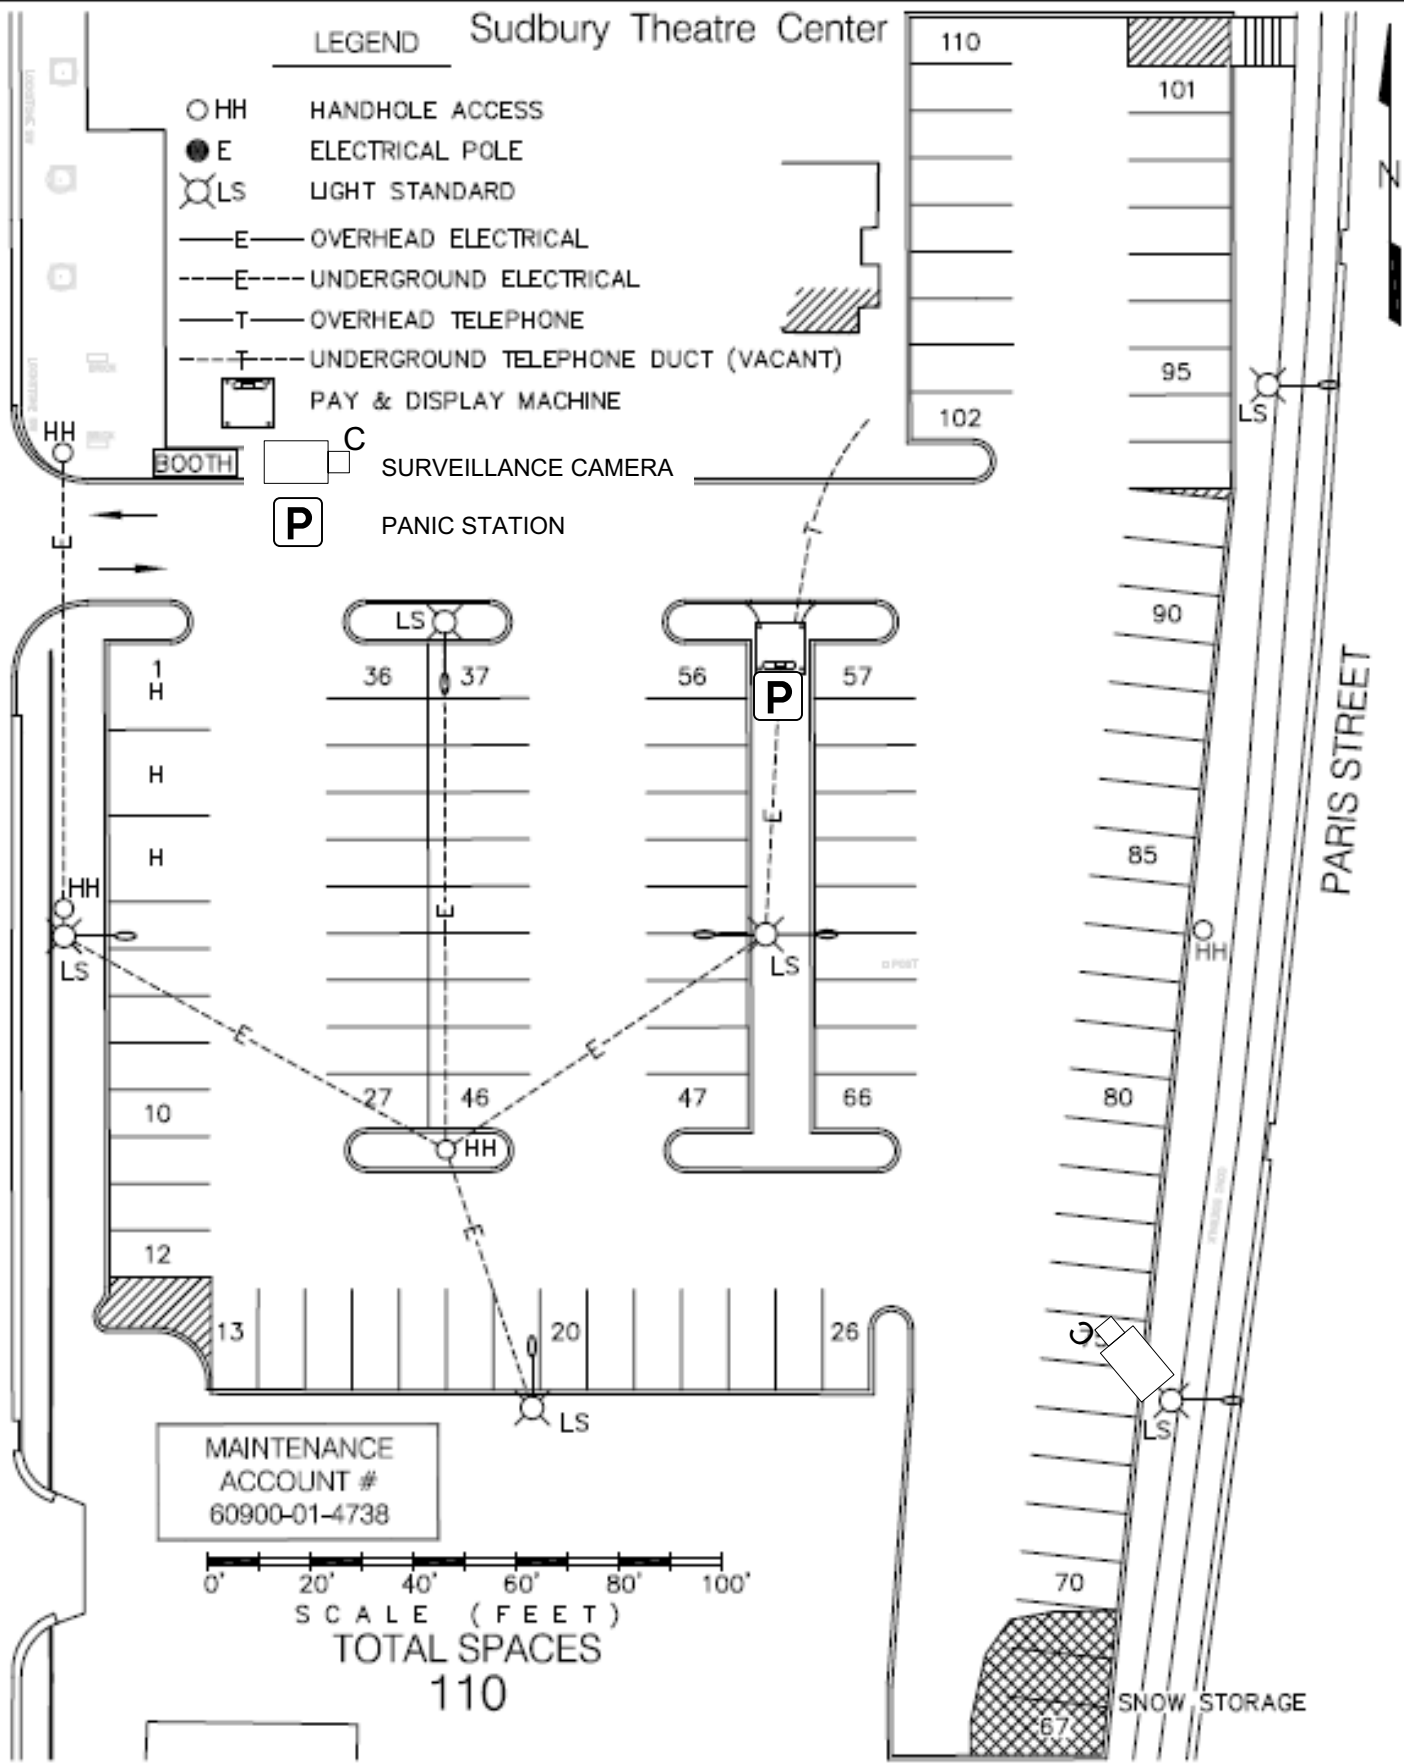 Sudbury Theatre Center
LEGEND
HH HANDHOLE ACCESS
E ELECTRICAL POLE
LS LIGHT STANDARD
E OVERHEAD ELECTRICAL
E UNDERGROUND ELECTRICAL
T OVERHEAD TELEPHONE
T UNDERGROUND TELEPHONE DUCT (VACANT)
PAY & DISPLAY MACHINE
C SURVEILLANCE CAMERA
P PANIC STATION
110
101
N
95
LS
102
HH
BOOTH
E
T
LS
90
1
H
36
37
56
57
P
H
PARIS STREET
E
H
85
HH
E
HH
LS
LS
POST
E
E
27
46
47
66
80
10
HH
E
12
13
20
26
C
75
LS
LS
MAINTENANCE
ACCOUNT #
60900-01-4738
0' 20' 40' 60' 80' 100'
SCALE (FEET)
TOTAL SPACES
110
70
SNOW STORAGE
67